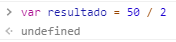 > var resultado = 50 / 2
<· undefined